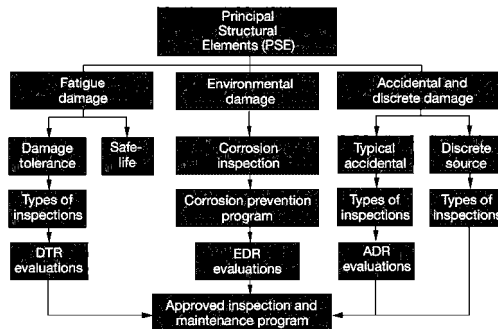 Principal
Structural
Elements (PSE)
Fatigue
damage
Environmental
damage
Accidental and
discrete damage
Damage
tolerance
Safe-
life
Corrosion
inspection
Typical
accidental
Discrete
source
Types of
inspections
Corrosion prevention
program
Types of
inspections
Types of
inspections
DTR
evaluations
EDR
evaluations
ADR
evaluations
Approved inspection and
maintenance program